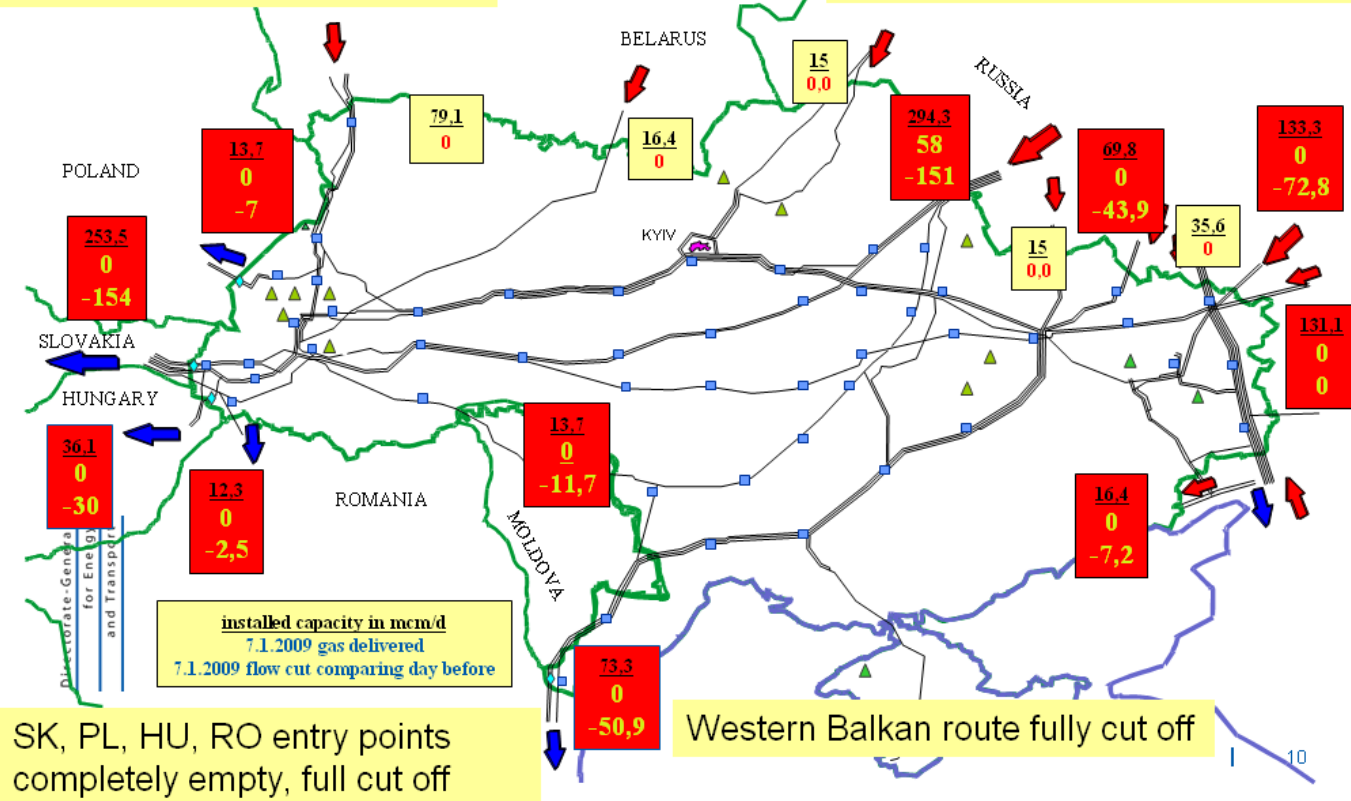 BELARUS
RUSSIA
POLAND
SLOVAKIA
HUNGARY
ROMANIA
MOLDOVA
KYIV
79,1
0
16,4
0
15
0,0
294,3
58
-151
69,8
0
-43,9
133,3
0
-72,8
13,7
0
-7
253,5
0
-154
15
0,0
35,6
0
131,1
0
0
36,1
0
-30
12,3
0
-2,5
13,7
0
-11,7
16,4
0
-7,2
73,3
0
-50,9
Directorate-General
for Energy
and Transport
installed capacity in mcm/d
7.1.2009 gas delivered
7.1.2009 flow cut comparing day before
SK, PL, HU, RO entry points
completely empty, full cut off
Western Balkan route fully cut off
10